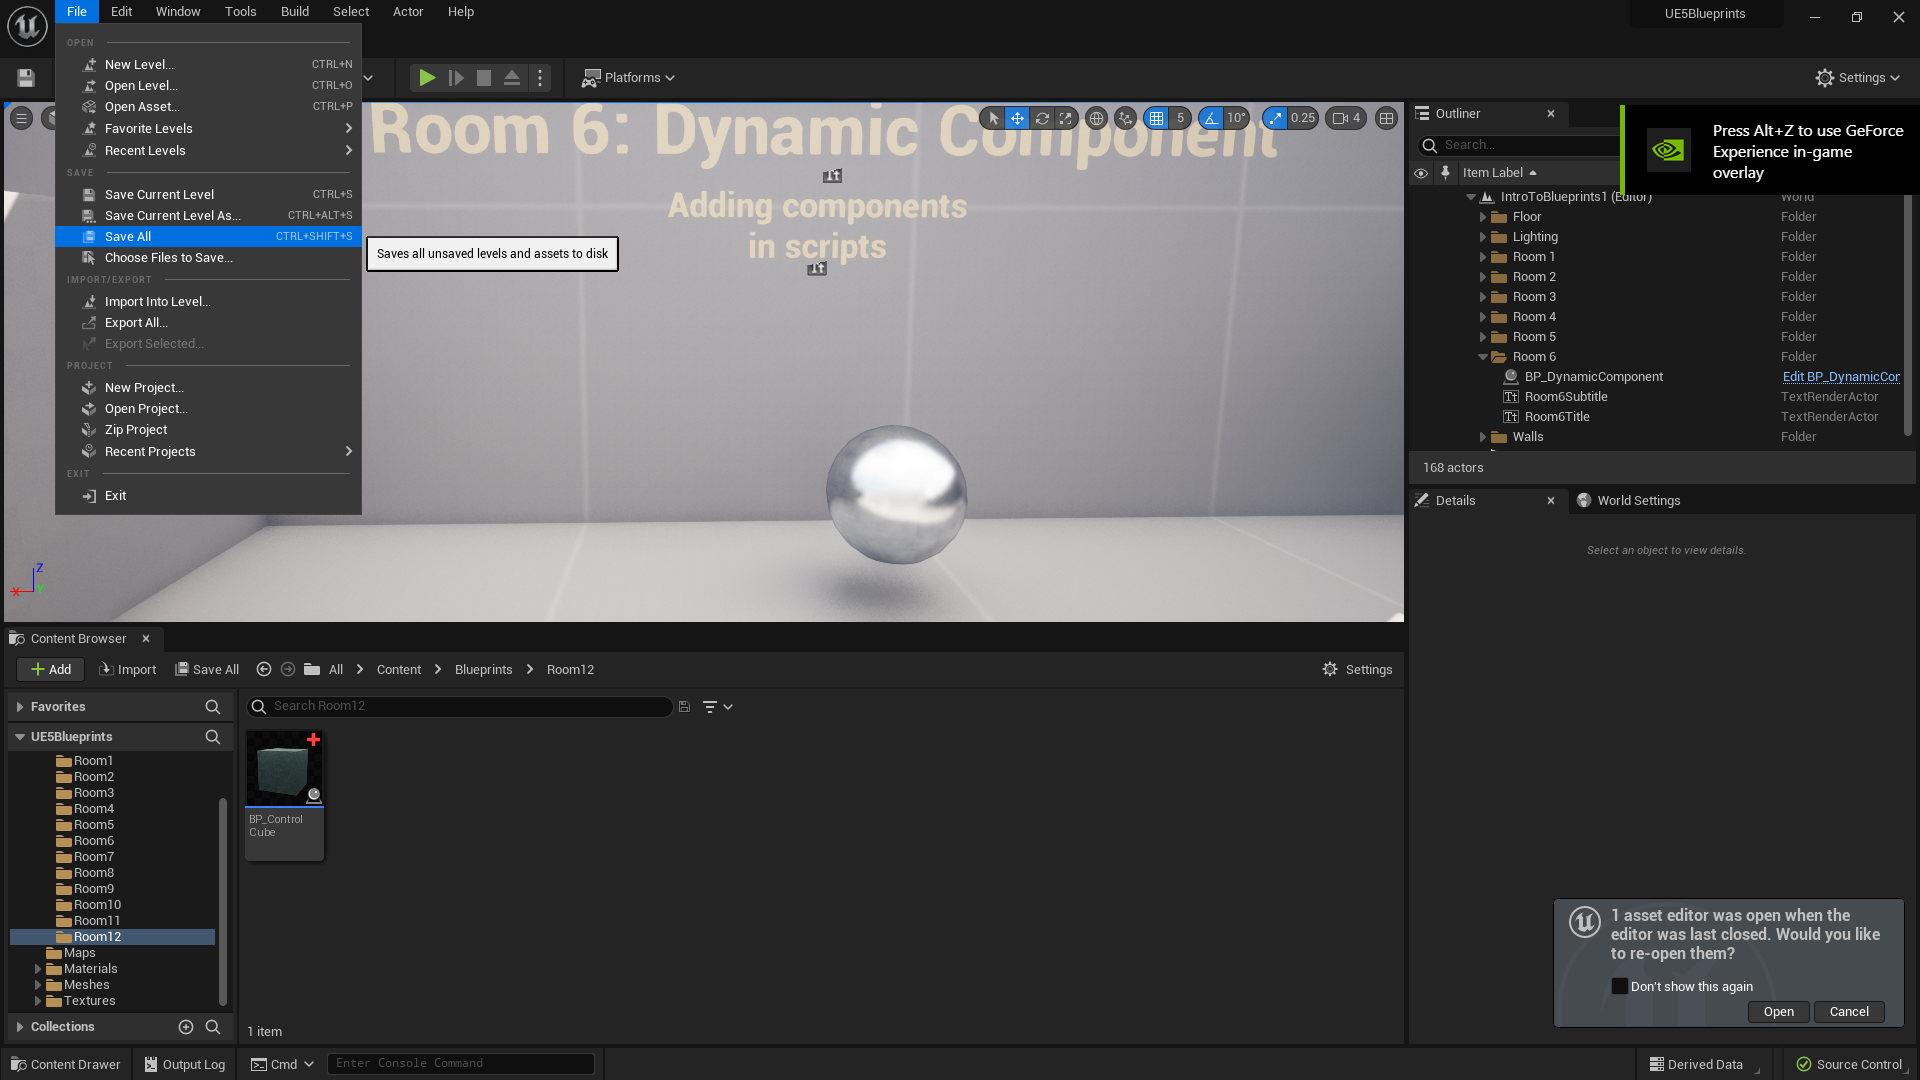 File Edit Window Tools Build Select Actor Help
UE5Blueprints
OPEN
New Level... CTRL+N
Open Level... CTRL+O
Open Asset... CTRL+P
Favorite Levels
Recent Levels
SAVE
Save Current Level CTRL+S
Save Current Level As... CTRL+ALT+S
Save All CTRL+SHIFT+S
Choose Files to Save...
IMPORT/EXPORT
Import Into Level...
Export All...
Export Selected...
PROJECT
New Project...
Open Project...
Zip Project
Recent Projects
EXIT
Exit
Saves all unsaved levels and assets to disk
Platforms
Settings
5 10° 0.25 4
Room 6: Dynamic Component
Adding components
in scripts
Z
X
Y
Outliner
Search...
Press Alt+Z to use GeForce
Experience in-game
overlay
Item Label
IntroToBlueprints1 (Editor) World
Floor Folder
Lighting Folder
Room 1 Folder
Room 2 Folder
Room 3 Folder
Room 4 Folder
Room 5 Folder
Room 6 Folder
BP_DynamicComponent Edit BP_DynamicCor
Room6Subtitle TextRenderActor
Room6Title TextRenderActor
Walls Folder
168 actors
Details World Settings
Select an object to view details.
Content Browser
Add Import Save All All Content Blueprints Room12 Settings
Favorites
Search Room12
UE5Blueprints
Room1
Room2
Room3
Room4
Room5
Room6
Room7
Room8
Room9
Room10
Room11
Room12
Maps
Materials
Meshes
Textures
Collections
BP_Control
Cube
1 item
1 asset editor was open when the
editor was last closed. Would you like
to re-open them?
Don't show this again
Open Cancel
Content Drawer Output Log Cmd Enter Console Command Derived Data Source Control